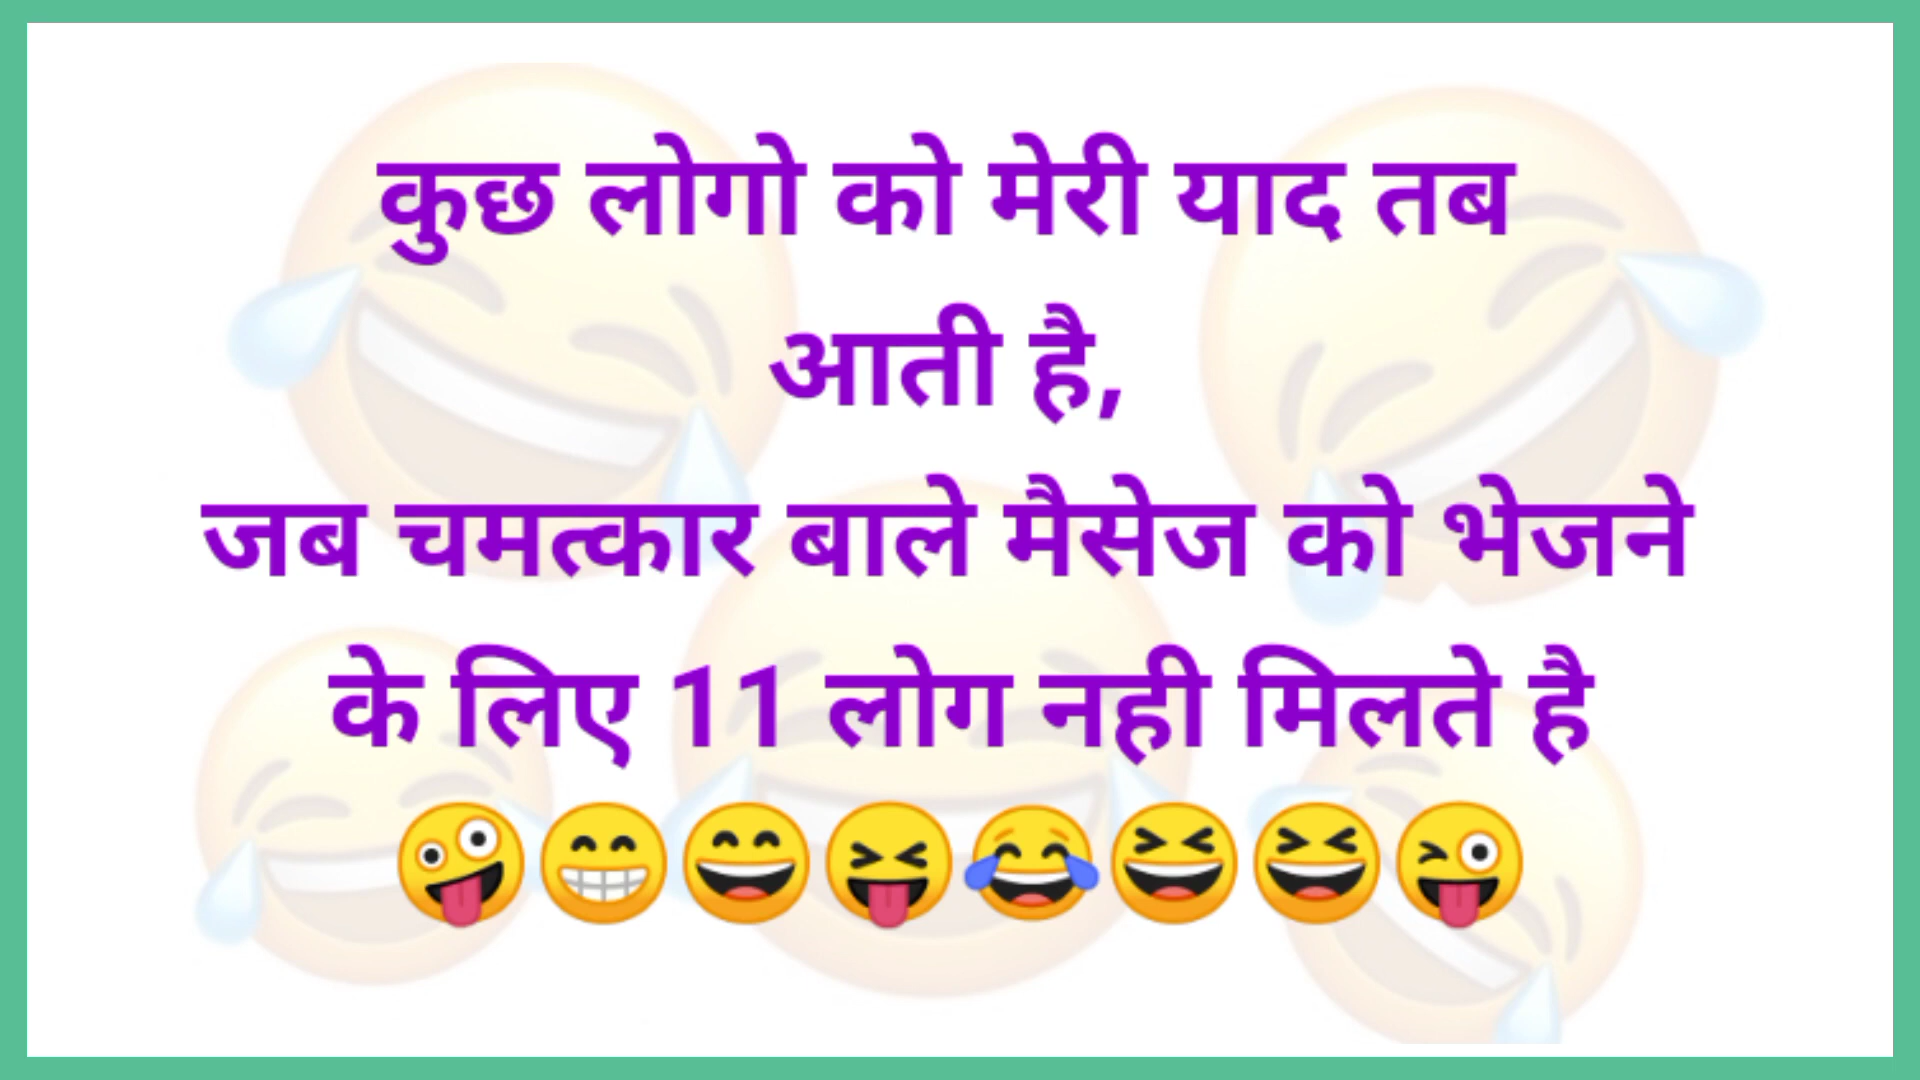 कुछ लोगो को मेरी याद तब
आती है,
जब चमत्कार बाले मैसेज को भेजने
के लिए 11 लोग नही मिलते है
🤪😁😄😝😂😆😆😜